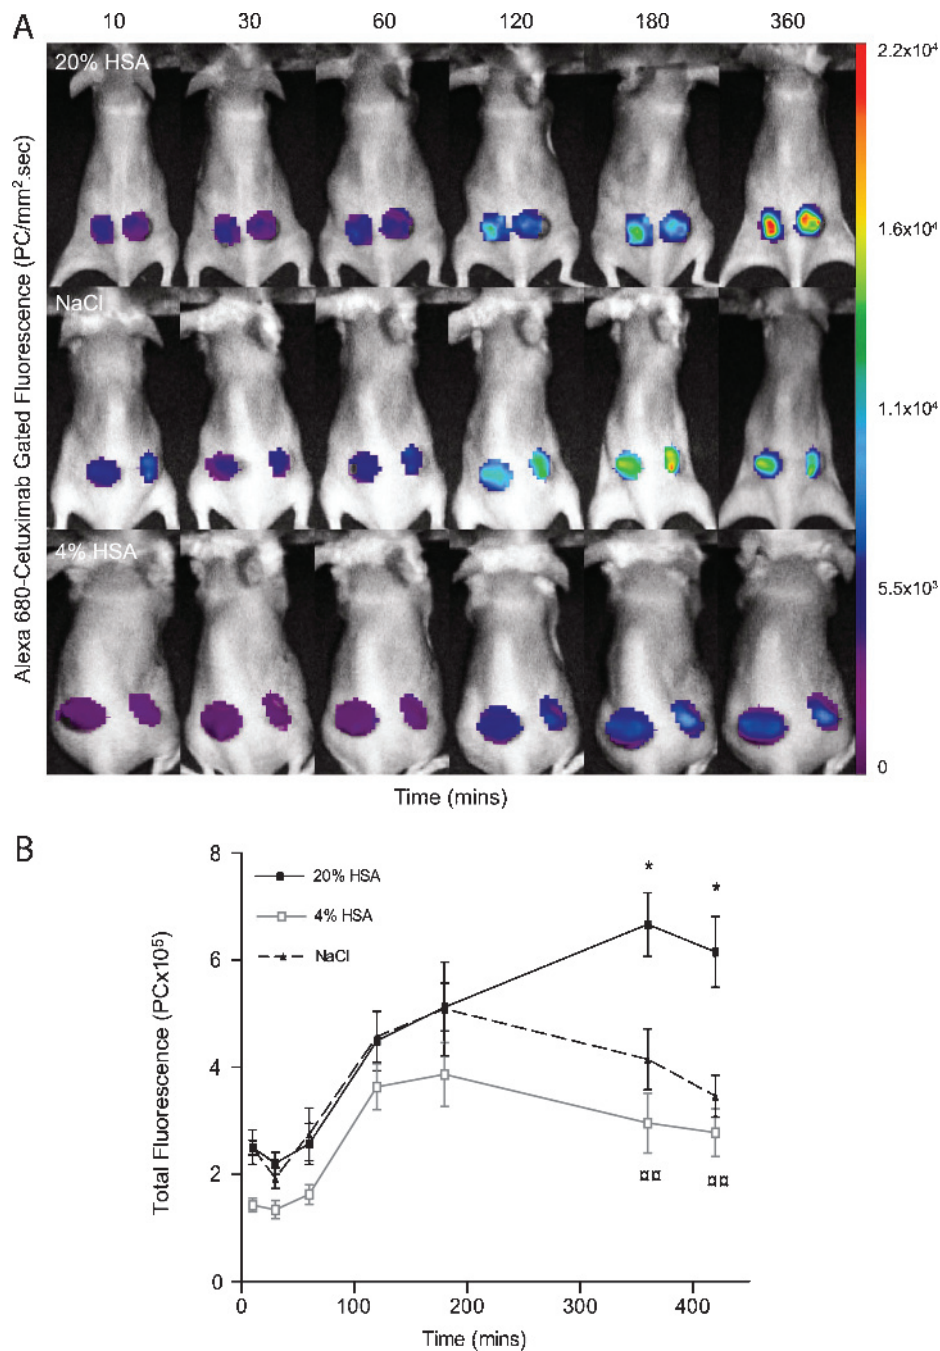 A
10 30 60 120 180 360
20% HSA
NaCl
4% HSA
Alexa 680-Cetuximab Gated Fluorescence (PC/mm².sec)
2.2x10⁴
1.6x10⁴
1.1x10⁴
5.5x10³
0
Time (mins)
B
8
6
4
2
0
Total Fluorescence (PCx10⁵)
20% HSA
4% HSA
NaCl
*
*
¤¤
¤¤
0 100 200 300 400
Time (mins)